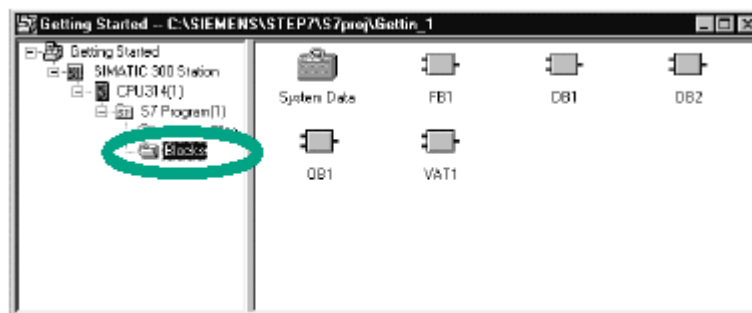 Getting Started -- C:\SIEMENS\STEP7\S7proj\Gettin_1
Getting Started
SIMATIC 300 Station
CPU314(1)
S7 Program(1)
Blocks
System Data FB1 DB1 DB2
OB1 VAT1